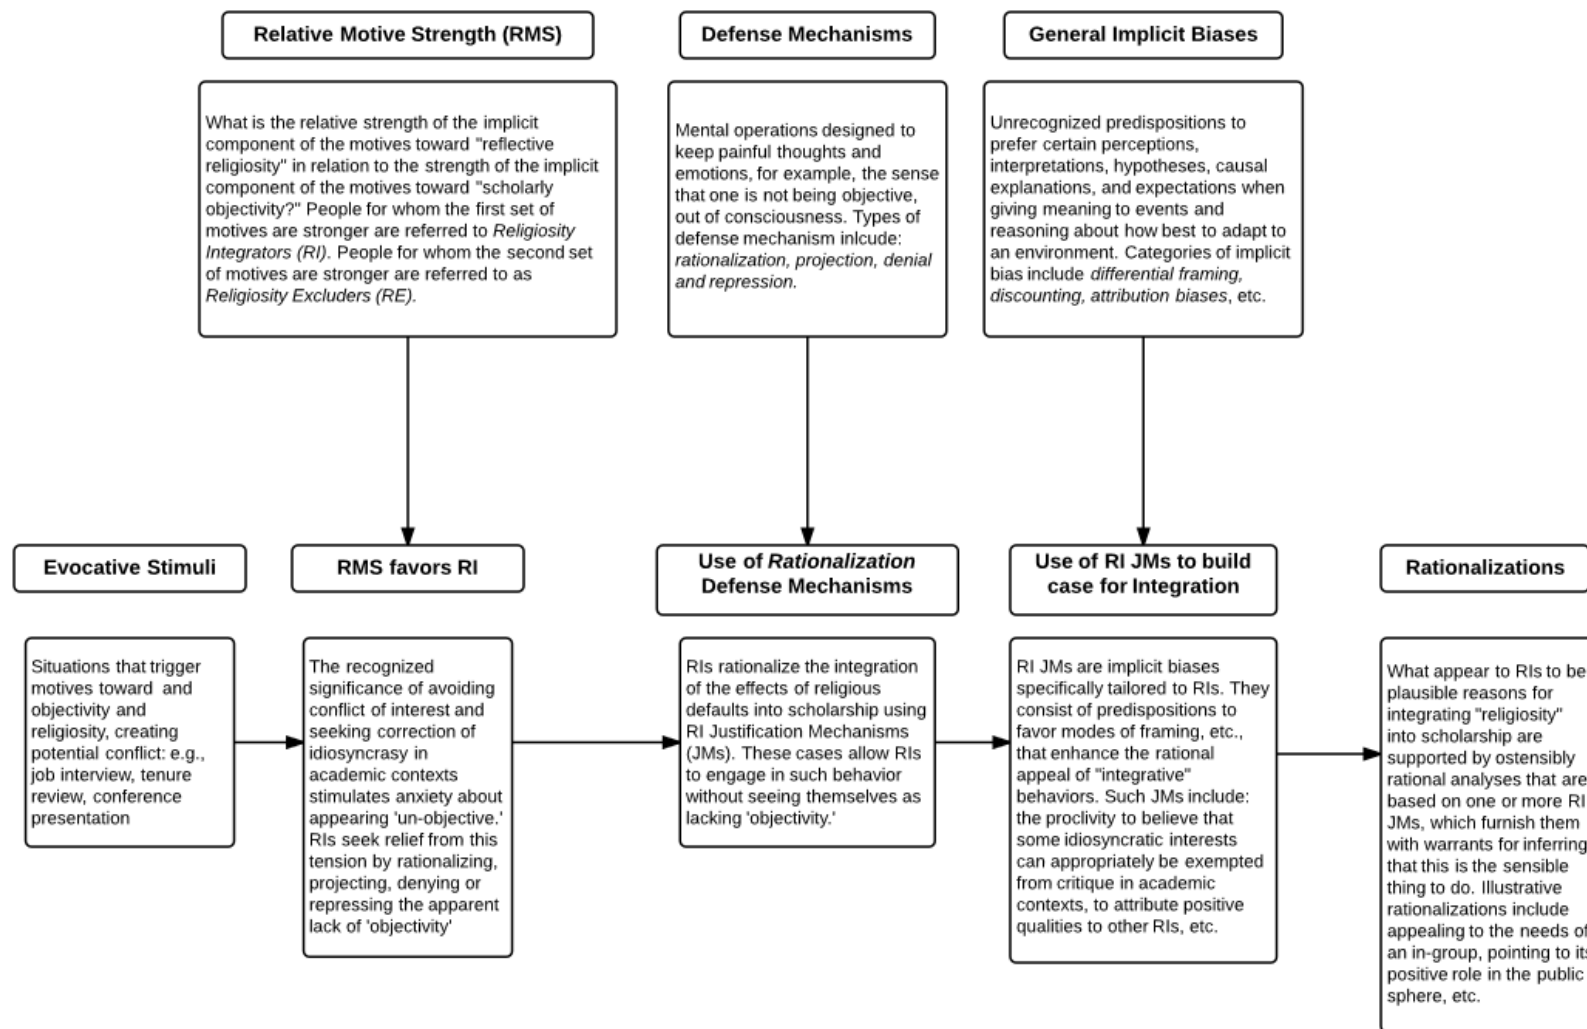 Relative Motive Strength (RMS)
What is the relative strength of the implicit
component of the motives toward "reflective
religiosity" in relation to the strength of the implicit
component of the motives toward "scholarly
objectivity?" People for whom the first set of
motives are stronger are referred to Religiosity
Integrators (RI). People for whom the second set
of motives are stronger are referred to as
Religiosity Excluders (RE).
Defense Mechanisms
Mental operations designed to
keep painful thoughts and
emotions, for example, the sense
that one is not being objective,
out of consciousness. Types of
defense mechanism inlcude:
rationalization, projection, denial
and repression.
General Implicit Biases
Unrecognized predispositions to
prefer certain perceptions,
interpretations, hypotheses, causal
explanations, and expectations when
giving meaning to events and
reasoning about how best to adapt to
an environment. Categories of implicit
bias include differential framing,
discounting, attribution biases, etc.
Evocative Stimuli
Situations that trigger
motives toward and
objectivity and
religiosity, creating
potential conflict: e.g.,
job interview, tenure
review, conference
presentation
RMS favors RI
The recognized
significance of avoiding
conflict of interest and
seeking correction of
idiosyncrasy in
academic contexts
stimulates anxiety about
appearing 'un-objective.'
RIs seek relief from this
tension by rationalizing,
projecting, denying or
repressing the apparent
lack of 'objectivity'
Use of Rationalization
Defense Mechanisms
RIs rationalize the integration
of the effects of religious
defaults into scholarship using
RI Justification Mechanisms
(JMs). These cases allow RIs
to engage in such behavior
without seeing themselves as
lacking 'objectivity.'
Use of RI JMs to build
case for Integration
RI JMs are implicit biases
specifically tailored to RIs. They
consist of predispositions to
favor modes of framing, etc.,
that enhance the rational
appeal of "integrative"
behaviors. Such JMs include:
the proclivity to believe that
some idiosyncratic interests
can appropriately be exempted
from critique in academic
contexts, to attribute positive
qualities to other RIs, etc.
Rationalizations
What appear to RIs to be
plausible reasons for
integrating "religiosity"
into scholarship are
supported by ostensibly
rational analyses that are
based on one or more RI
JMs, which furnish them
with warrants for inferring
that this is the sensible
thing to do. Illustrative
rationalizations include
appealing to the needs of
an in-group, pointing to its
positive role in the public
sphere, etc.